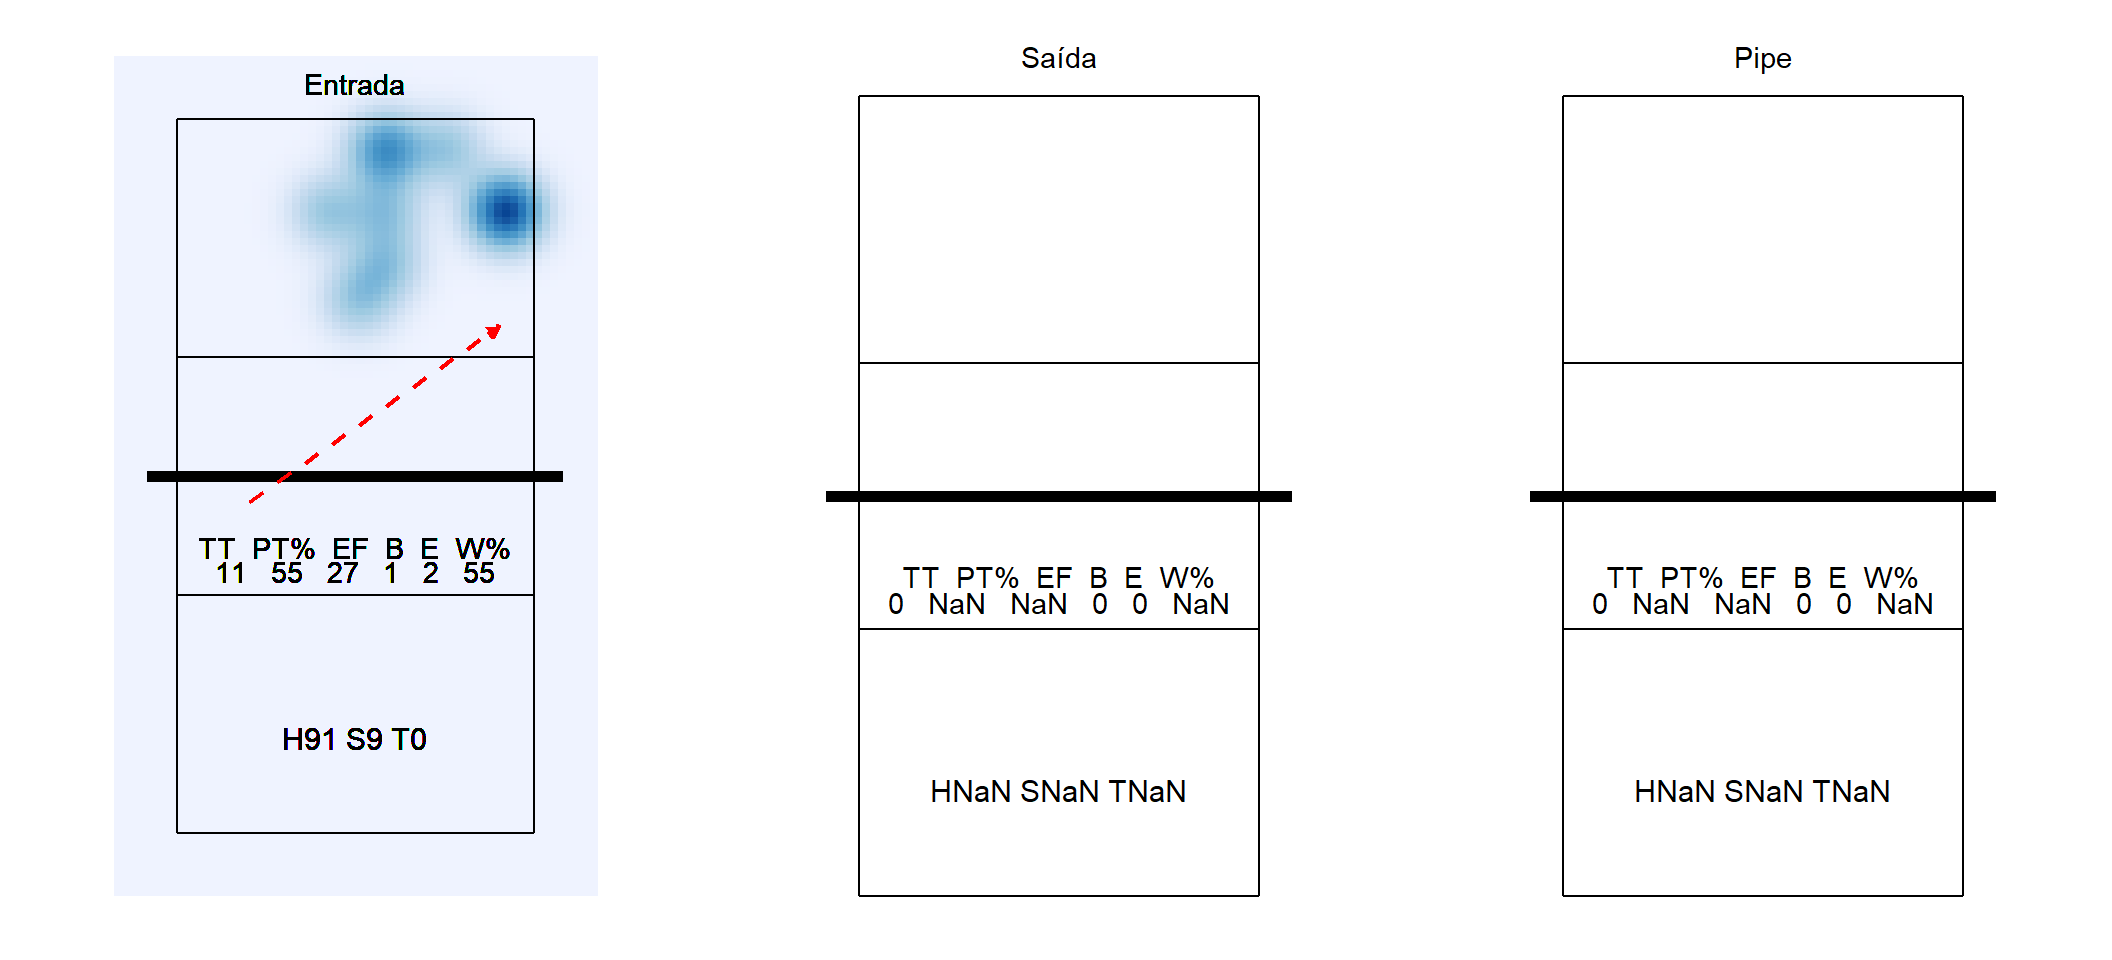 Entrada
TT PT% EF B E W%
11 55 27 1 2 55
H91 S9 T0
Saída
TT PT% EF B E W%
0 NaN NaN 0 0 NaN
HNaN SNaN TNaN
Pipe
TT PT% EF B E W%
0 NaN NaN 0 0 NaN
HNaN SNaN TNaN